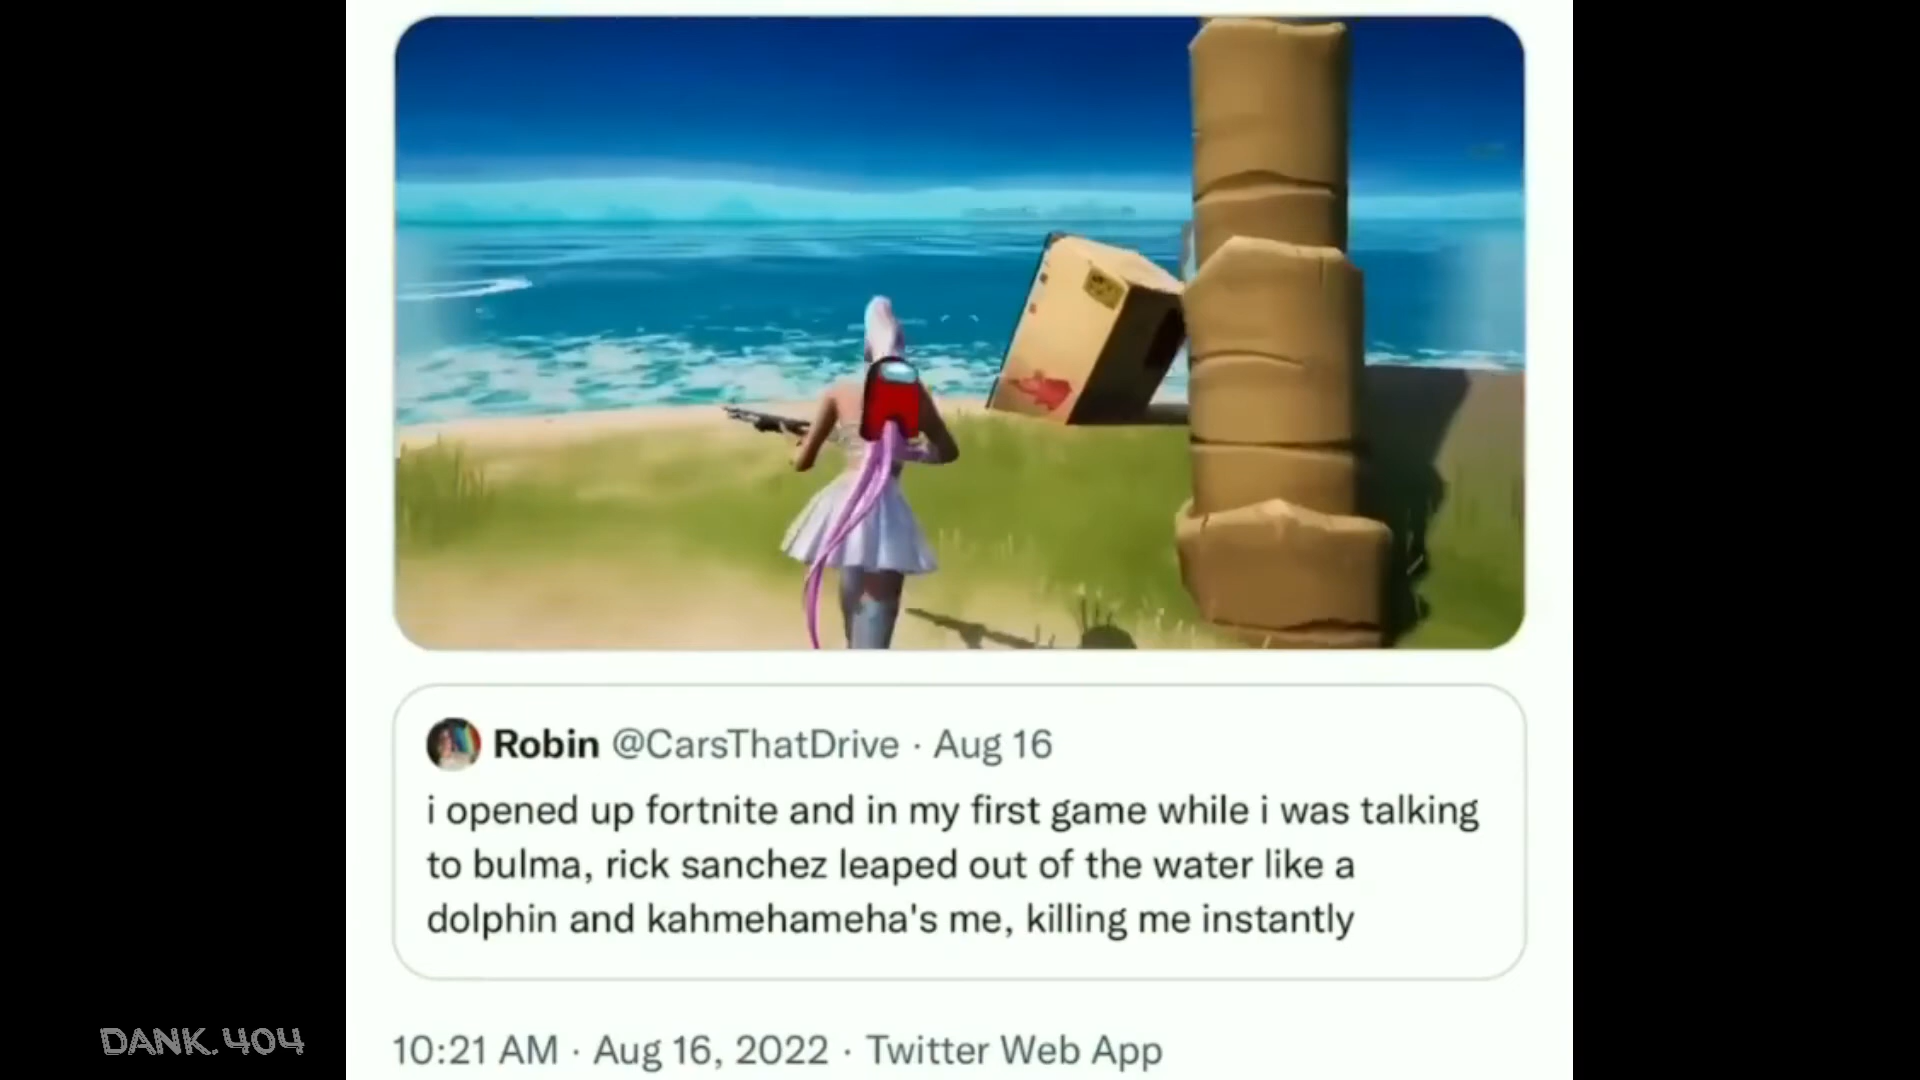 Robin @CarsThatDrive · Aug 16
i opened up fortnite and in my first game while i was talking
to bulma, rick sanchez leaped out of the water like a
dolphin and kahmehameha's me, killing me instantly
10:21 AM · Aug 16, 2022 · Twitter Web App
DANK.404